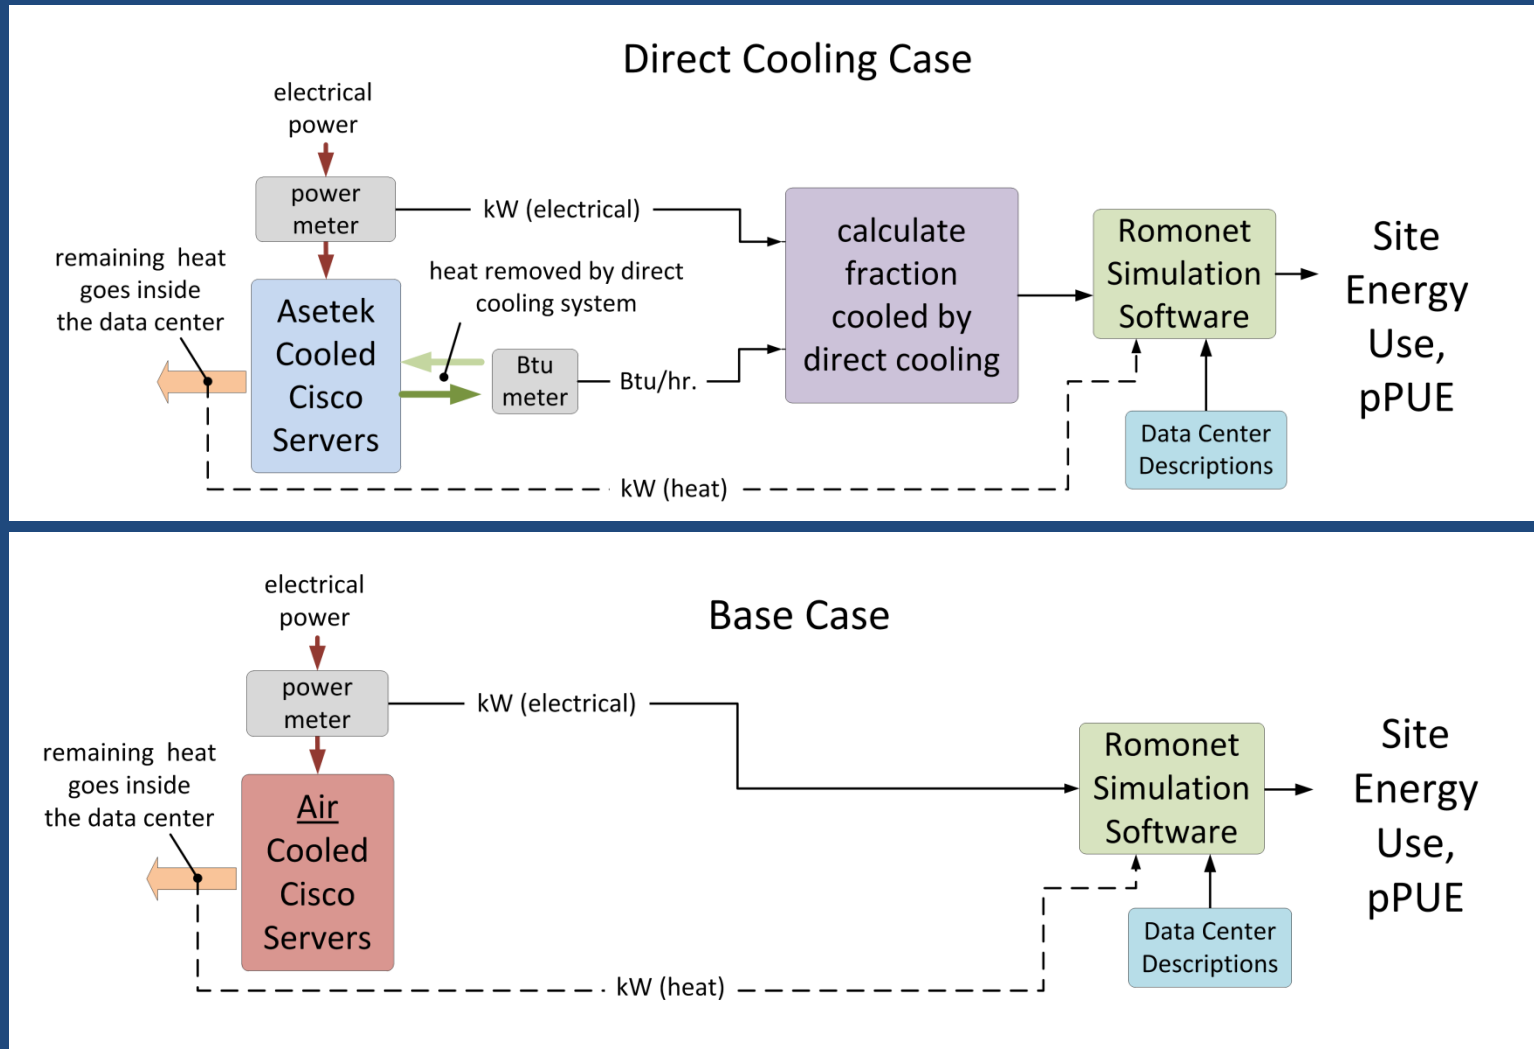 Direct Cooling Case
electrical
power
power
meter
kW (electrical)
remaining heat
goes inside
the data center
heat removed by direct
cooling system
Asetek
Cooled
Cisco
Servers
Btu
meter
Btu/hr.
calculate
fraction
cooled by
direct cooling
Romonet
Simulation
Software
Site
Energy
Use,
pPUE
Data Center
Descriptions
kW (heat)
Base Case
electrical
power
power
meter
kW (electrical)
remaining heat
goes inside
the data center
Air
Cooled
Cisco
Servers
Romonet
Simulation
Software
Site
Energy
Use,
pPUE
Data Center
Descriptions
kW (heat)